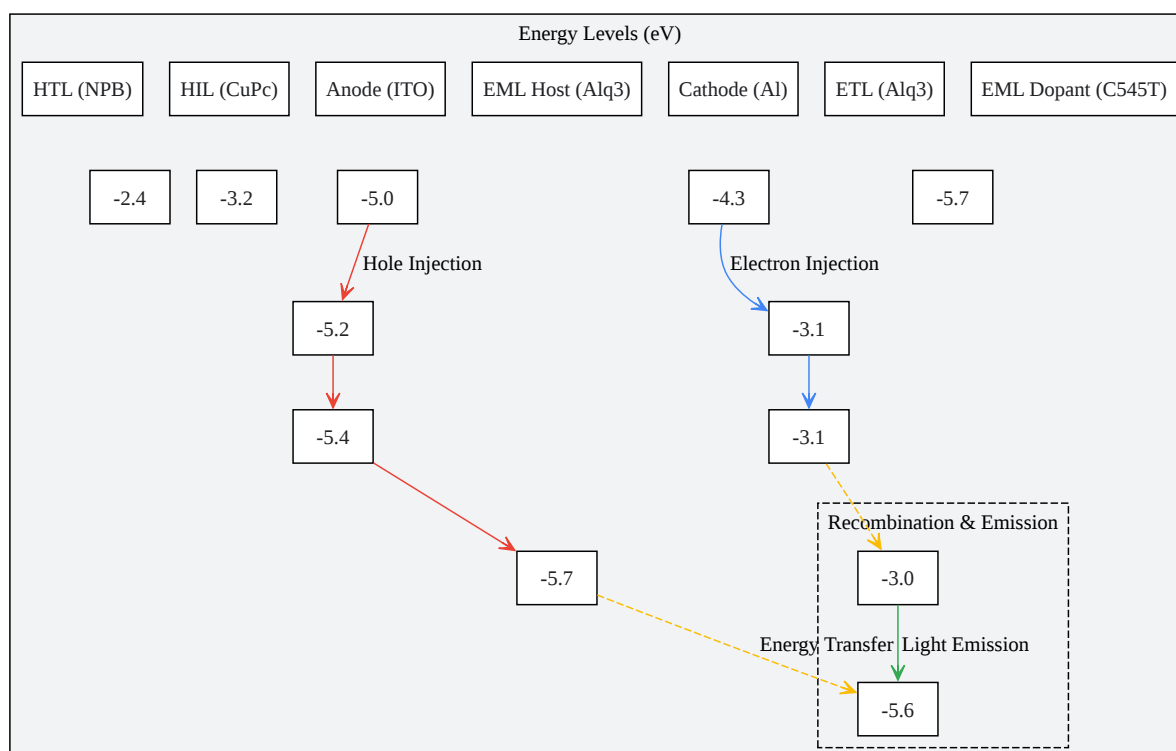 Energy Levels (eV)
HTL (NPB)
HIL (CuPc)
Anode (ITO)
EML Host (Alq3)
Cathode (Al)
ETL (Alq3)
EML Dopant (C545T)
-2.4
-3.2
-5.0
-4.3
-5.7
Hole Injection
Electron Injection
-5.2
-3.1
-5.4
-3.1
Recombination & Emission
-5.7
-3.0
Energy Transfer
Light Emission
-5.6